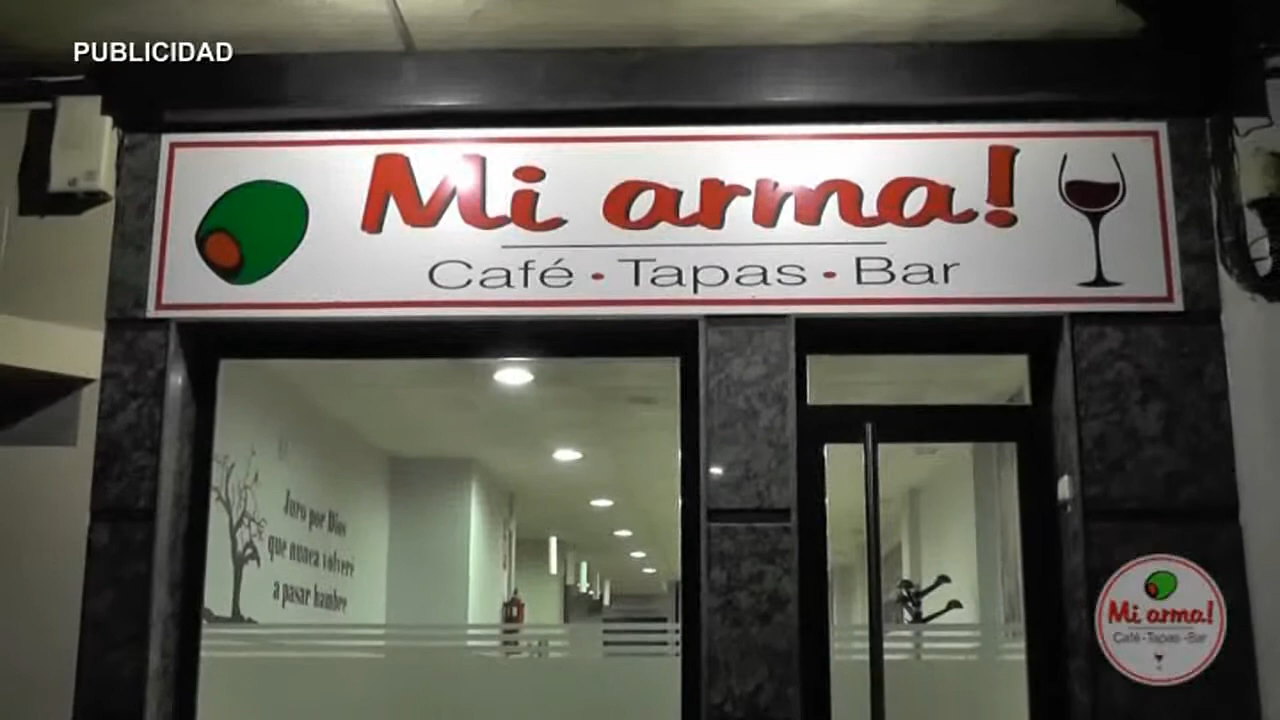 PUBLICIDAD
Mi arma!
Café • Tapas • Bar
Juro por Dios
que nunca volveré
a pasar hambre
Mi arma!
Café - Tapas - Bar